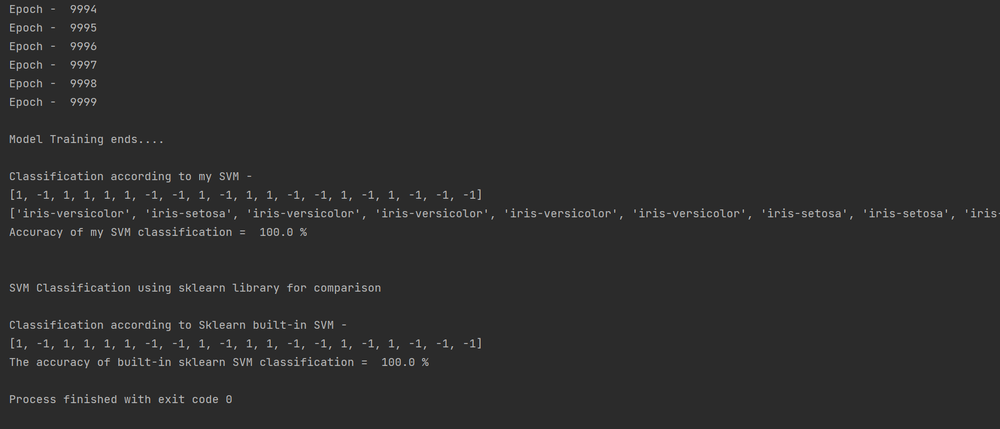 Epoch -  9994
Epoch -  9995
Epoch -  9996
Epoch -  9997
Epoch -  9998
Epoch -  9999
Model Training ends....
Classification according to my SVM -
[1, -1, 1, 1, 1, 1, -1, -1, 1, -1, 1, 1, -1, -1, 1, -1, 1, -1, -1, -1]
['iris-versicolor', 'iris-setosa', 'iris-versicolor', 'iris-versicolor', 'iris-versicolor', 'iris-versicolor', 'iris-setosa', 'iris-setosa', 'iris-
Accuracy of my SVM classification =  100.0 %
SVM Classification using sklearn library for comparison
Classification according to Sklearn built-in SVM -
[1, -1, 1, 1, 1, 1, -1, -1, 1, -1, 1, 1, -1, -1, 1, -1, 1, -1, -1, -1]
The accuracy of built-in sklearn SVM classification =  100.0 %
Process finished with exit code 0